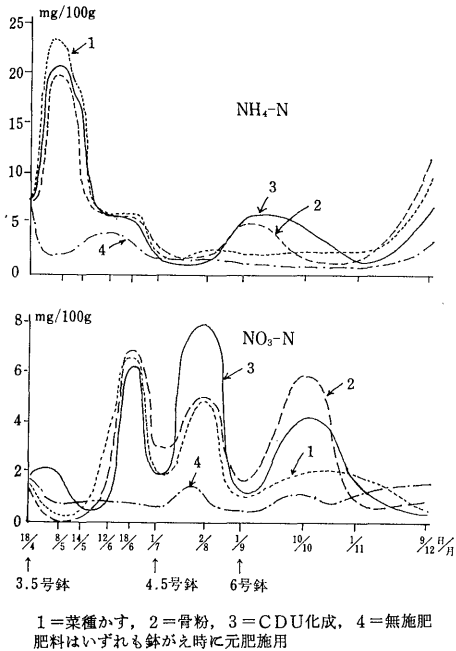 mg/100g
25
20
15
10
5
0
NH₄-N
1
2
3
4
mg/100g
8
6
4
2
0
NO₃-N
1
2
3
4
18/4 8/5 14/5 12/6 18/6 1/7 2/8 1/9 10/10 1/11 9/12 日/月
3.5号鉢 4.5号鉢 6号鉢
1=菜種かす，2=骨粉，3=CDU化成，4=無施肥
肥料はいずれも鉢がえ時に元肥施用